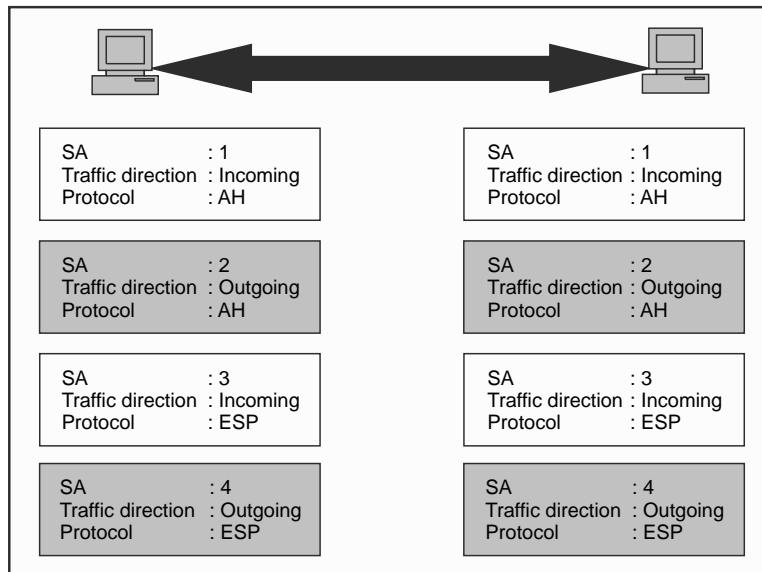 SA : 1
Traffic direction : Incoming
Protocol : AH
SA : 2
Traffic direction : Outgoing
Protocol : AH
SA : 3
Traffic direction : Incoming
Protocol : ESP
SA : 4
Traffic direction : Outgoing
Protocol : ESP
SA : 1
Traffic direction : Incoming
Protocol : AH
SA : 2
Traffic direction : Outgoing
Protocol : AH
SA : 3
Traffic direction : Incoming
Protocol : ESP
SA : 4
Traffic direction : Outgoing
Protocol : ESP